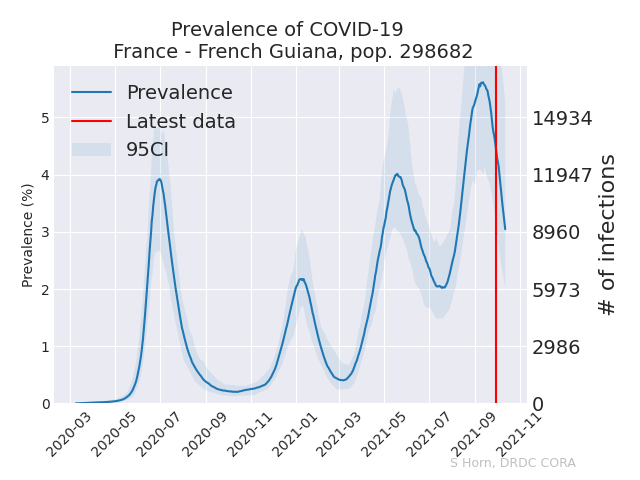 Prevalence of COVID-19
France - French Guiana, pop. 298682
Prevalence
Latest data
95CI
Prevalence (%)
5
4
3
2
1
0
14934
11947
8960
5973
2986
0
# of infections
2020-03
2020-05
2020-07
2020-09
2020-11
2021-01
2021-03
2021-05
2021-07
2021-09
2021-11
S Horn, DRDC CORA